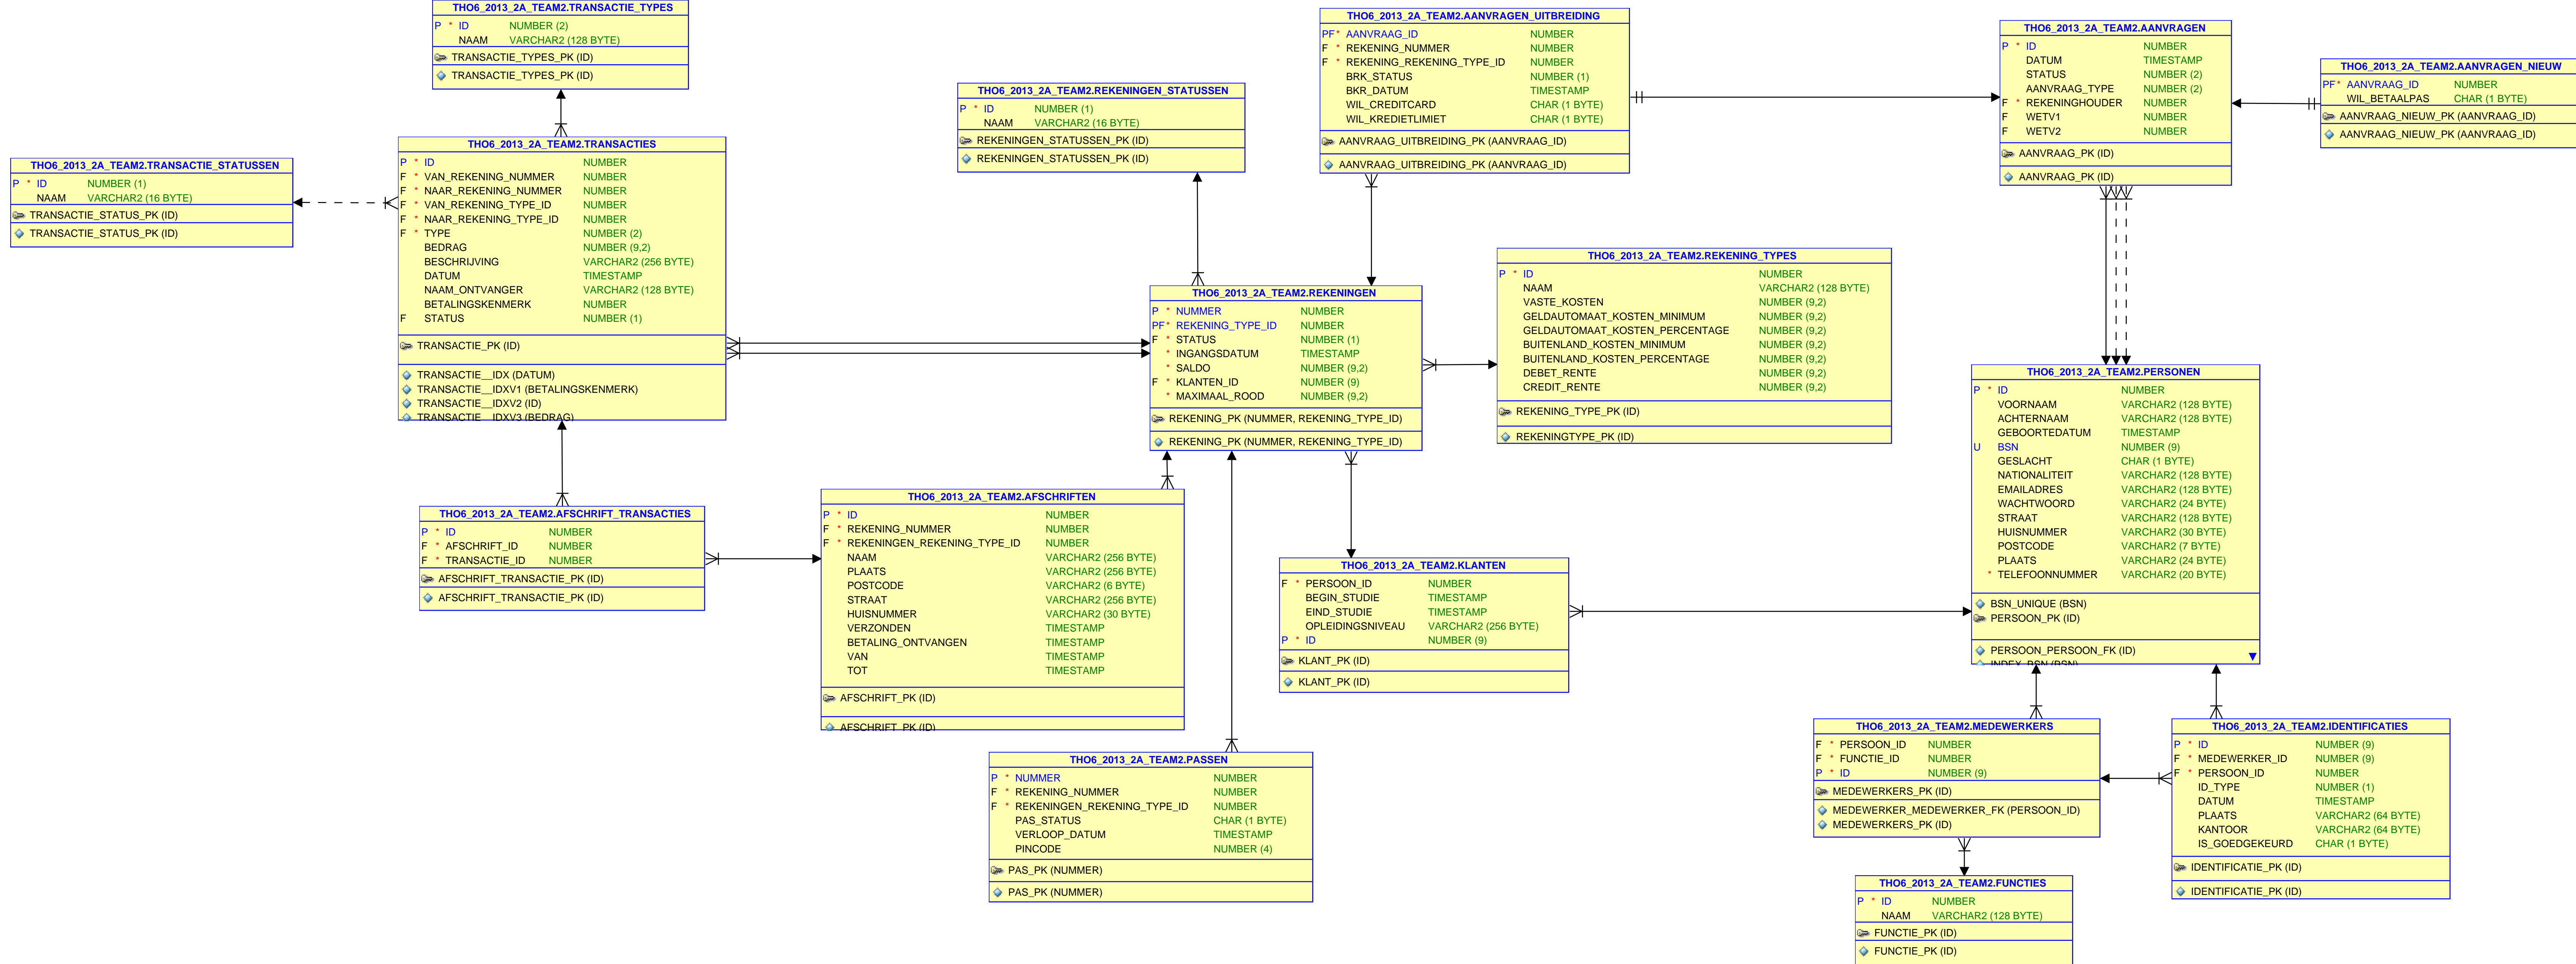 THO6_2013_2A_TEAM2.TRANSACTIE_TYPES
P * ID NUMBER (2)
NAAM VARCHAR2 (128 BYTE)
TRANSACTIE_TYPES_PK (ID)
TRANSACTIE_TYPES_PK (ID)
THO6_2013_2A_TEAM2.TRANSACTIE_STATUSSEN
P * ID NUMBER (1)
NAAM VARCHAR2 (16 BYTE)
TRANSACTIE_STATUS_PK (ID)
TRANSACTIE_STATUS_PK (ID)
THO6_2013_2A_TEAM2.TRANSACTIES
P * ID NUMBER
F * VAN_REKENING_NUMMER NUMBER
F * NAAR_REKENING_NUMMER NUMBER
F * VAN_REKENING_TYPE_ID NUMBER
F * NAAR_REKENING_TYPE_ID NUMBER
F * TYPE NUMBER (2)
BEDRAG NUMBER (9,2)
BESCHRIJVING VARCHAR2 (256 BYTE)
DATUM TIMESTAMP
NAAM_ONTVANGER VARCHAR2 (128 BYTE)
BETALINGSKENMERK NUMBER
F STATUS NUMBER (1)
TRANSACTIE_PK (ID)
TRANSACTIE__IDX (DATUM)
TRANSACTIE__IDXV1 (BETALINGSKENMERK)
TRANSACTIE__IDXV2 (ID)
TRANSACTIE__IDXV3 (BEDRAG)
THO6_2013_2A_TEAM2.AFSCHRIFT_TRANSACTIES
P * ID NUMBER
F * AFSCHRIFT_ID NUMBER
F * TRANSACTIE_ID NUMBER
AFSCHRIFT_TRANSACTIE_PK (ID)
AFSCHRIFT_TRANSACTIE_PK (ID)
THO6_2013_2A_TEAM2.REKENINGEN_STATUSSEN
P * ID NUMBER (1)
NAAM VARCHAR2 (16 BYTE)
REKENINGEN_STATUSSEN_PK (ID)
REKENINGEN_STATUSSEN_PK (ID)
THO6_2013_2A_TEAM2.AFSCHRIFTEN
P * ID NUMBER
F * REKENING_NUMMER NUMBER
F * REKENINGEN_REKENING_TYPE_ID NUMBER
NAAM VARCHAR2 (256 BYTE)
PLAATS VARCHAR2 (256 BYTE)
POSTCODE VARCHAR2 (6 BYTE)
STRAAT VARCHAR2 (256 BYTE)
HUISNUMMER VARCHAR2 (30 BYTE)
VERZONDEN TIMESTAMP
BETALING_ONTVANGEN TIMESTAMP
VAN TIMESTAMP
TOT TIMESTAMP
AFSCHRIFT_PK (ID)
AFSCHRIFT_PK (ID)
THO6_2013_2A_TEAM2.PASSEN
P * NUMMER NUMBER
F * REKENING_NUMMER NUMBER
F * REKENINGEN_REKENING_TYPE_ID NUMBER
PAS_STATUS CHAR (1 BYTE)
VERLOOP_DATUM TIMESTAMP
PINCODE NUMBER (4)
PAS_PK (NUMMER)
PAS_PK (NUMMER)
THO6_2013_2A_TEAM2.AANVRAGEN_UITBREIDING
PF* AANVRAAG_ID NUMBER
F * REKENING_NUMMER NUMBER
F * REKENING_REKENING_TYPE_ID NUMBER
BRK_STATUS NUMBER (1)
BKR_DATUM TIMESTAMP
WIL_CREDITCARD CHAR (1 BYTE)
WIL_KREDIETLIMIET CHAR (1 BYTE)
AANVRAAG_UITBREIDING_PK (AANVRAAG_ID)
AANVRAAG_UITBREIDING_PK (AANVRAAG_ID)
THO6_2013_2A_TEAM2.REKENINGEN
P * NUMMER NUMBER
PF* REKENING_TYPE_ID NUMBER
F * STATUS NUMBER (1)
* INGANGSDATUM TIMESTAMP
* SALDO NUMBER (9,2)
F * KLANTEN_ID NUMBER (9)
* MAXIMAAL_ROOD NUMBER (9,2)
REKENING_PK (NUMMER, REKENING_TYPE_ID)
REKENING_PK (NUMMER, REKENING_TYPE_ID)
THO6_2013_2A_TEAM2.REKENING_TYPES
P * ID NUMBER
NAAM VARCHAR2 (128 BYTE)
VASTE_KOSTEN NUMBER (9,2)
GELDAUTOMAAT_KOSTEN_MINIMUM NUMBER (9,2)
GELDAUTOMAAT_KOSTEN_PERCENTAGE NUMBER (9,2)
BUITENLAND_KOSTEN_MINIMUM NUMBER (9,2)
BUITENLAND_KOSTEN_PERCENTAGE NUMBER (9,2)
DEBET_RENTE NUMBER (9,2)
CREDIT_RENTE NUMBER (9,2)
REKENING_TYPE_PK (ID)
REKENINGTYPE_PK (ID)
THO6_2013_2A_TEAM2.KLANTEN
F * PERSOON_ID NUMBER
BEGIN_STUDIE TIMESTAMP
EIND_STUDIE TIMESTAMP
OPLEIDINGSNIVEAU VARCHAR2 (256 BYTE)
P * ID NUMBER (9)
KLANT_PK (ID)
KLANT_PK (ID)
THO6_2013_2A_TEAM2.AANVRAGEN
P * ID NUMBER
DATUM TIMESTAMP
STATUS NUMBER (2)
AANVRAAG_TYPE NUMBER (2)
F * REKENINGHOUDER NUMBER
F WETV1 NUMBER
F WETV2 NUMBER
AANVRAAG_PK (ID)
AANVRAAG_PK (ID)
THO6_2013_2A_TEAM2.AANVRAGEN_NIEUW
PF* AANVRAAG_ID NUMBER
WIL_BETAALPAS CHAR (1 BYTE)
AANVRAAG_NIEUW_PK (AANVRAAG_ID)
AANVRAAG_NIEUW_PK (AANVRAAG_ID)
THO6_2013_2A_TEAM2.PERSONEN
P * ID NUMBER
VOORNAAM VARCHAR2 (128 BYTE)
ACHTERNAAM VARCHAR2 (128 BYTE)
GEBOORTEDATUM TIMESTAMP
U BSN NUMBER (9)
GESLACHT CHAR (1 BYTE)
NATIONALITEIT VARCHAR2 (128 BYTE)
EMAILADRES VARCHAR2 (128 BYTE)
WACHTWOORD VARCHAR2 (24 BYTE)
STRAAT VARCHAR2 (128 BYTE)
HUISNUMMER VARCHAR2 (30 BYTE)
POSTCODE VARCHAR2 (7 BYTE)
PLAATS VARCHAR2 (24 BYTE)
* TELEFOONNUMMER VARCHAR2 (20 BYTE)
BSN_UNIQUE (BSN)
PERSOON_PK (ID)
PERSOON_PERSOON_FK (ID)
INDEX_BSN (BSN)
THO6_2013_2A_TEAM2.MEDEWERKERS
F * PERSOON_ID NUMBER
F * FUNCTIE_ID NUMBER
P * ID NUMBER (9)
MEDEWERKERS_PK (ID)
MEDEWERKER_MEDEWERKER_FK (PERSOON_ID)
MEDEWERKERS_PK (ID)
THO6_2013_2A_TEAM2.IDENTIFICATIES
P * ID NUMBER (9)
F * MEDEWERKER_ID NUMBER (9)
F * PERSOON_ID NUMBER
ID_TYPE NUMBER (1)
DATUM TIMESTAMP
PLAATS VARCHAR2 (64 BYTE)
KANTOOR VARCHAR2 (64 BYTE)
IS_GOEDGEKEURD CHAR (1 BYTE)
IDENTIFICATIE_PK (ID)
IDENTIFICATIE_PK (ID)
THO6_2013_2A_TEAM2.FUNCTIES
P * ID NUMBER
NAAM VARCHAR2 (128 BYTE)
FUNCTIE_PK (ID)
FUNCTIE_PK (ID)